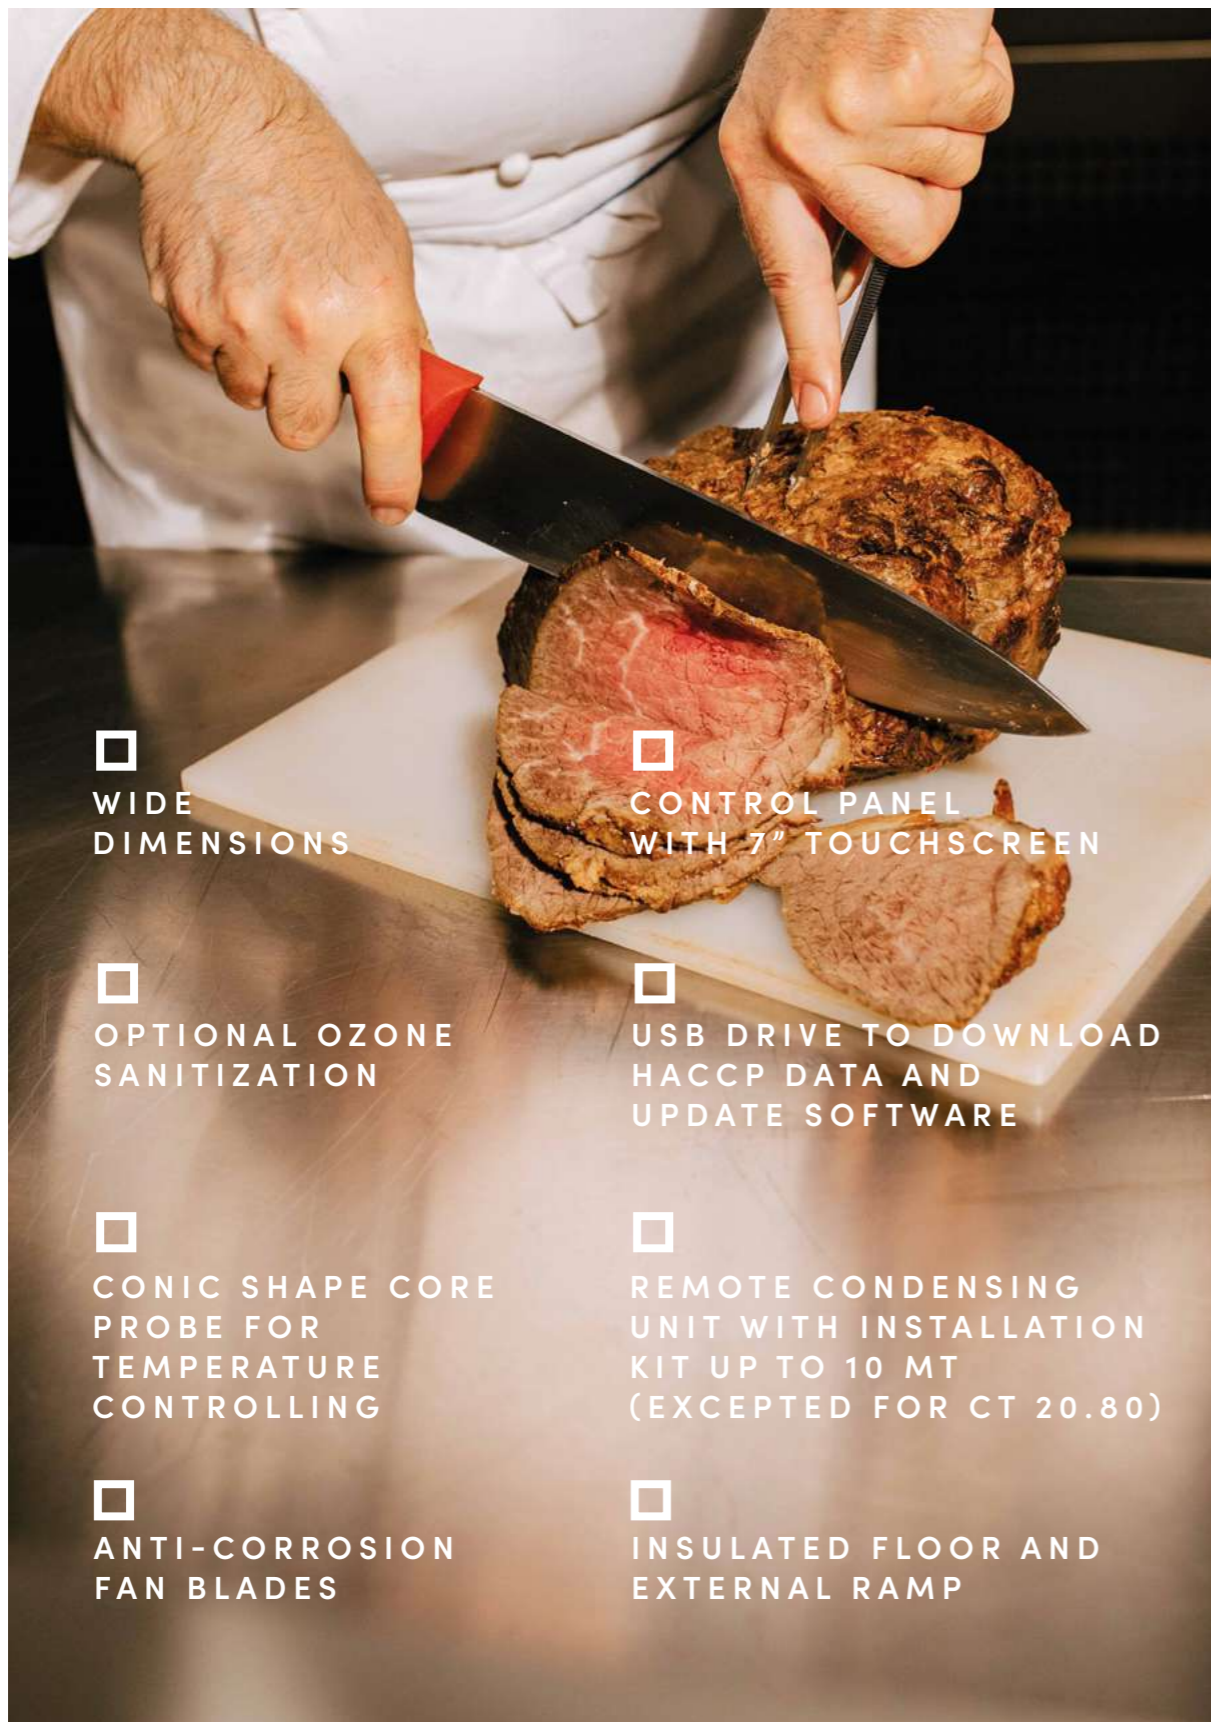 WIDE
DIMENSIONS
CONTROL PANEL
WITH 7” TOUCHSCREEN
OPTIONAL OZONE
SANITIZATION
USB DRIVE TO DOWNLOAD
HACCP DATA AND
UPDATE SOFTWARE
CONIC SHAPE CORE
PROBE FOR
TEMPERATURE
CONTROLLING
REMOTE CONDENSING
UNIT WITH INSTALLATION
KIT UP TO 10 MT
(EXCEPTED FOR CT 20.80)
ANTI-CORROSION
FAN BLADES
INSULATED FLOOR AND
EXTERNAL RAMP